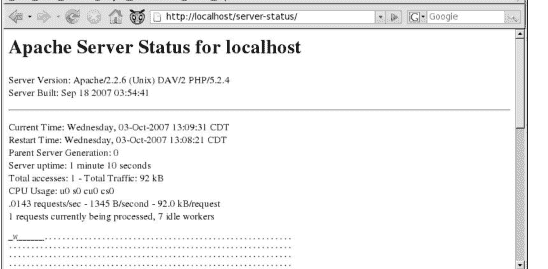 http://localhost/server-status/
Google
Apache Server Status for localhost
Server Version: Apache/2.2.6 (Unix) DAV/2 PHP/5.2.4
Server Built: Sep 18 2007 03:54:41
Current Time: Wednesday, 03-Oct-2007 13:09:31 CDT
Restart Time: Wednesday, 03-Oct-2007 13:08:21 CDT
Parent Server Generation: 0
Server uptime: 1 minute 10 seconds
Total accesses: 1 - Total Traffic: 92 kB
CPU Usage: u0 s0 cu0 cs0
.0143 requests/sec - 1345 B/second - 92.0 kB/request
1 requests currently being processed, 7 idle workers
_W______........................................................
................................................................
................................................................
................................................................